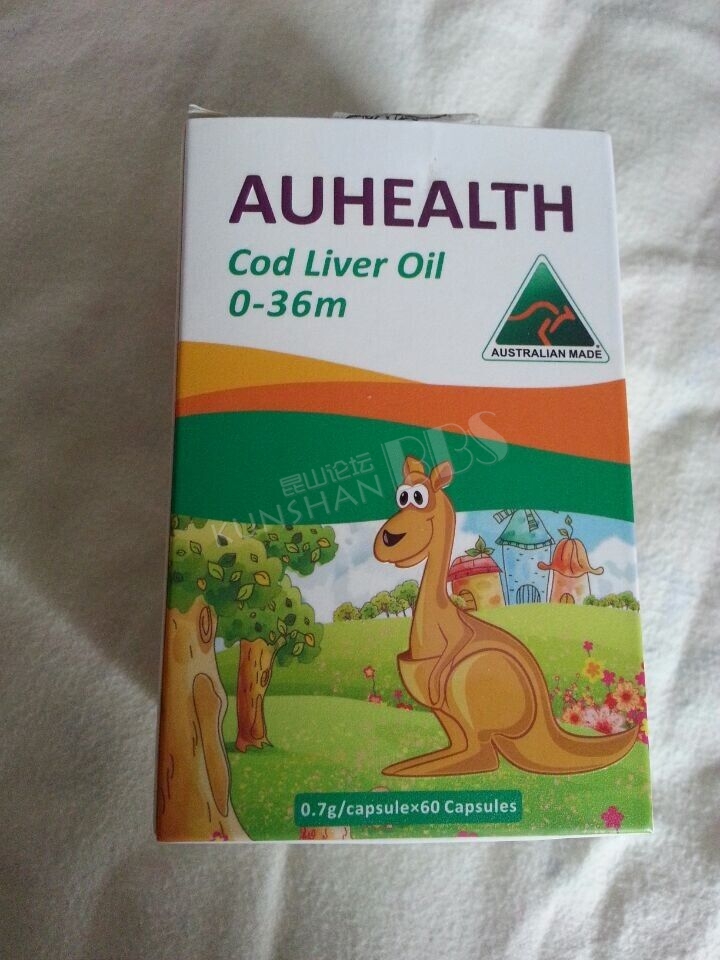 AUHEALTH
Cod Liver Oil
0-36m
AUSTRALIAN MADE
昆山论坛
KUNSHAN BBS
0.7g/capsule×60 Capsules